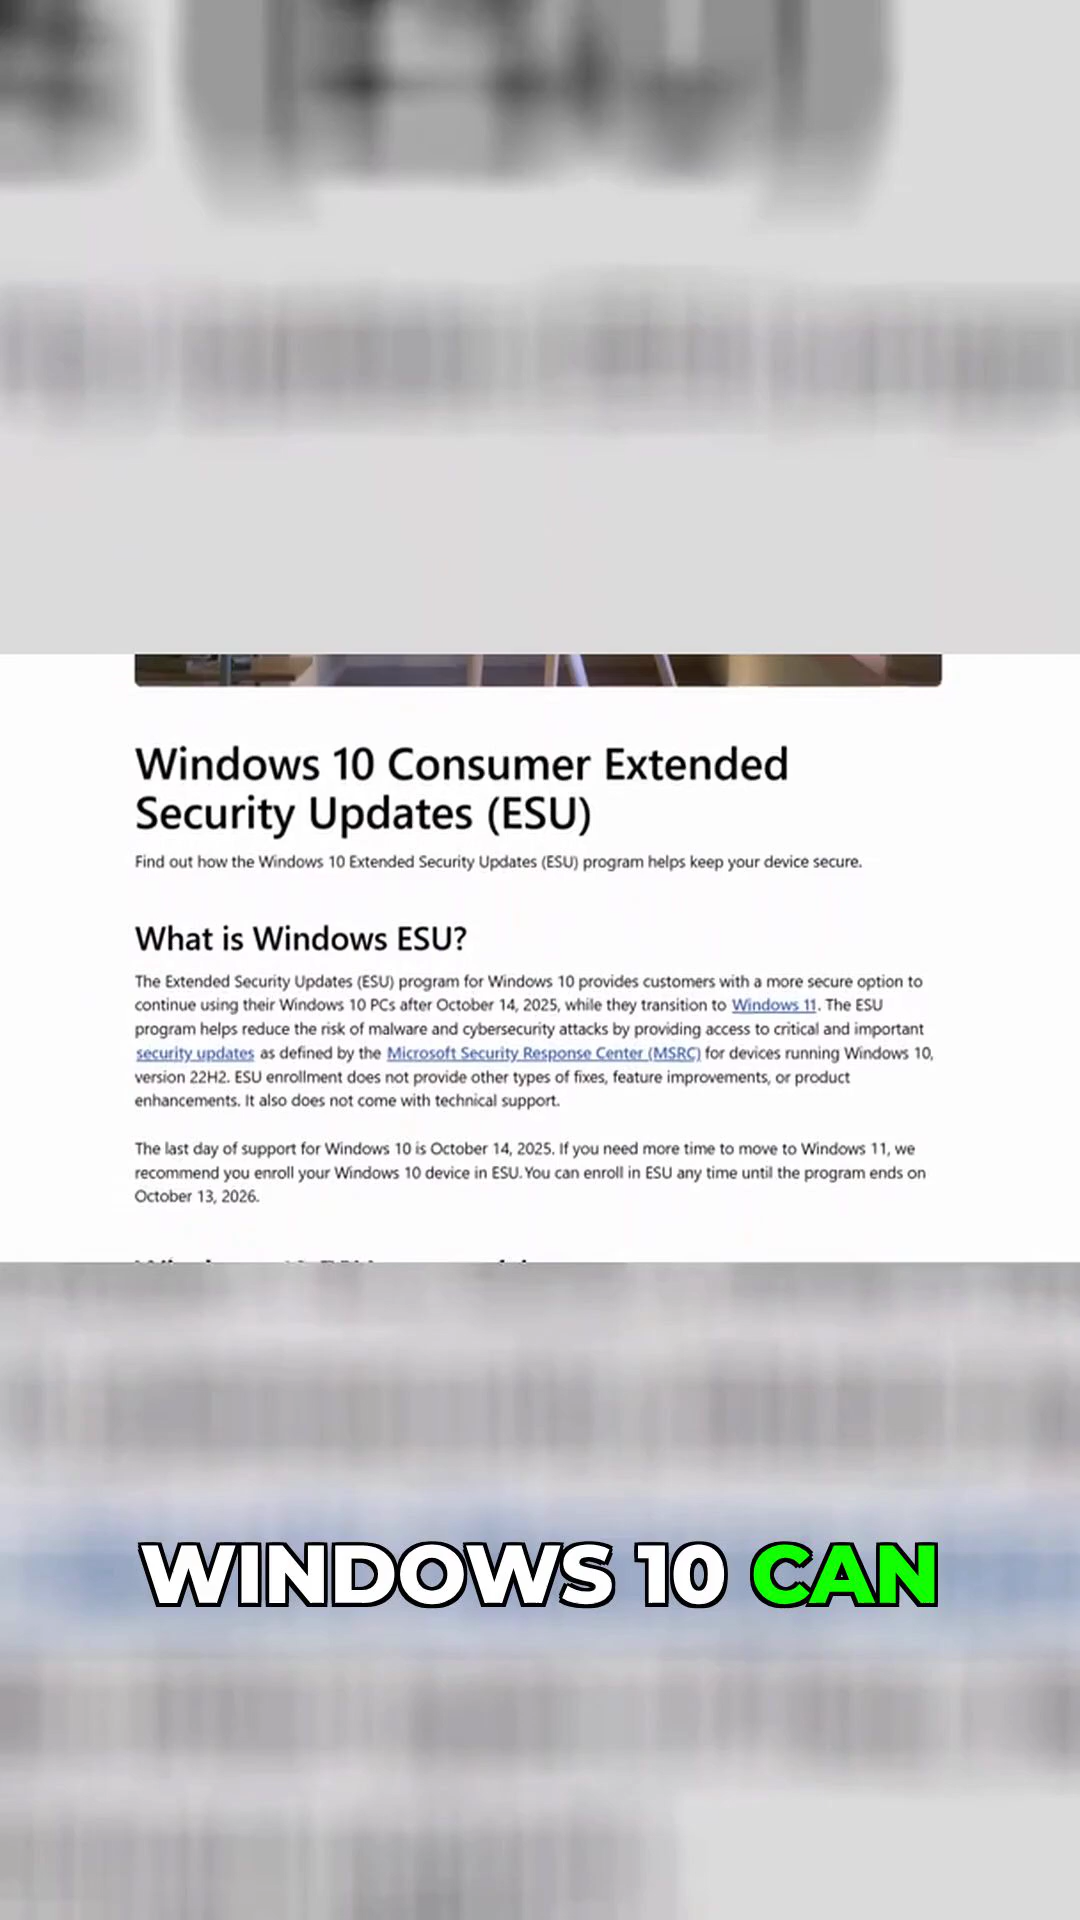 Windows 10 Consumer Extended
Security Updates (ESU)
Find out how the Windows 10 Extended Security Updates (ESU) program helps keep your device secure.
What is Windows ESU?
The Extended Security Updates (ESU) program for Windows 10 provides customers with a more secure option to
continue using their Windows 10 PCs after October 14, 2025, while they transition to Windows 11. The ESU
program helps reduce the risk of malware and cybersecurity attacks by providing access to critical and important
security updates as defined by the Microsoft Security Response Center (MSRC) for devices running Windows 10,
version 22H2. ESU enrollment does not provide other types of fixes, feature improvements, or product
enhancements. It also does not come with technical support.
The last day of support for Windows 10 is October 14, 2025. If you need more time to move to Windows 11, we
recommend you enroll your Windows 10 device in ESU. You can enroll in ESU any time until the program ends on
October 13, 2026.
WINDOWS 10 CAN